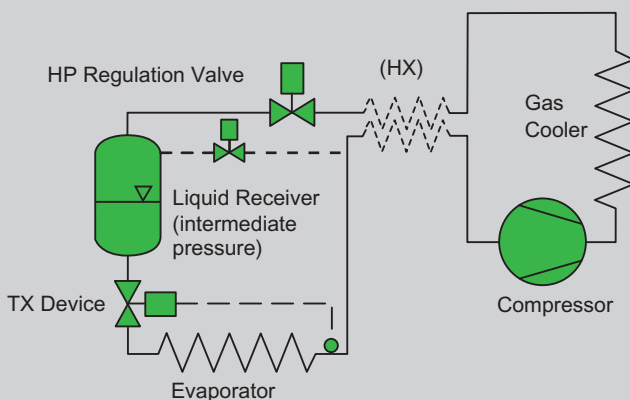 HP Regulation Valve
(HX)
Gas
Cooler
Liquid Receiver
(intermediate
pressure)
TX Device
Compressor
Evaporator